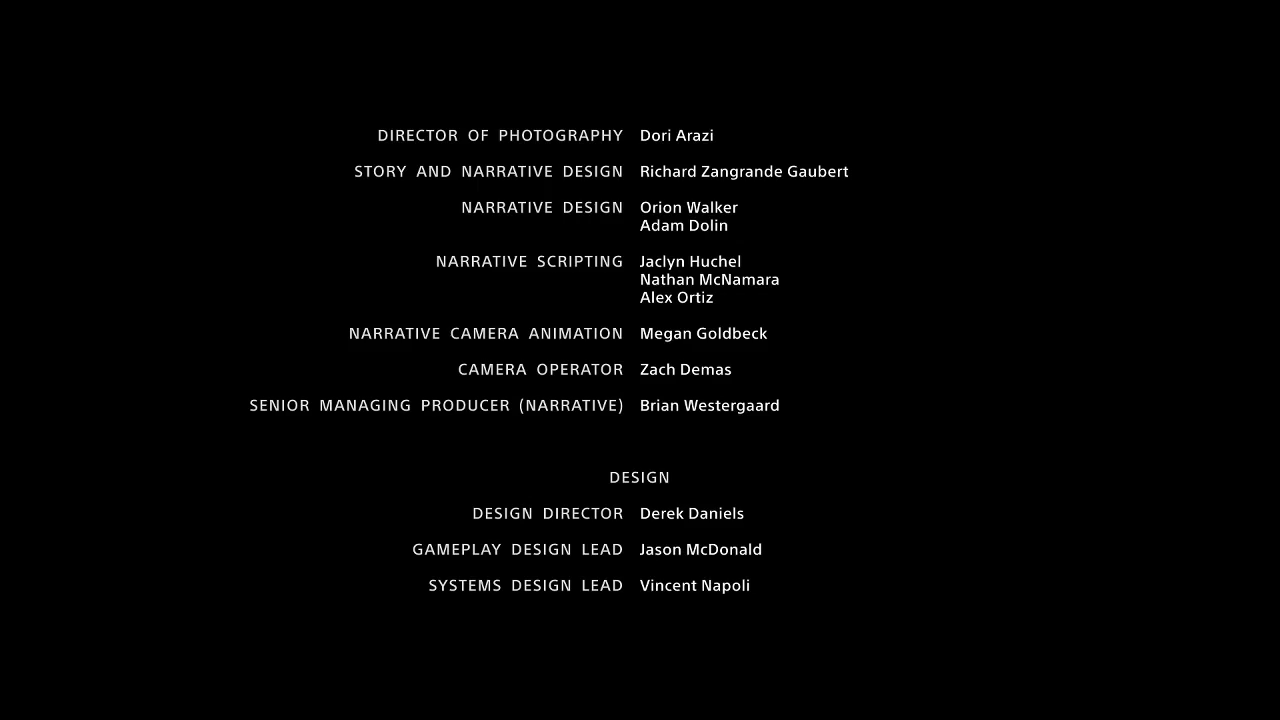 DIRECTOR OF PHOTOGRAPHY Dori Arazi
STORY AND NARRATIVE DESIGN Richard Zangrande Gaubert
NARRATIVE DESIGN Orion Walker
Adam Dolin
NARRATIVE SCRIPTING Jaclyn Huchel
Nathan McNamara
Alex Ortiz
NARRATIVE CAMERA ANIMATION Megan Goldbeck
CAMERA OPERATOR Zach Demas
SENIOR MANAGING PRODUCER (NARRATIVE) Brian Westergaard
DESIGN
DESIGN DIRECTOR Derek Daniels
GAMEPLAY DESIGN LEAD Jason McDonald
SYSTEMS DESIGN LEAD Vincent Napoli